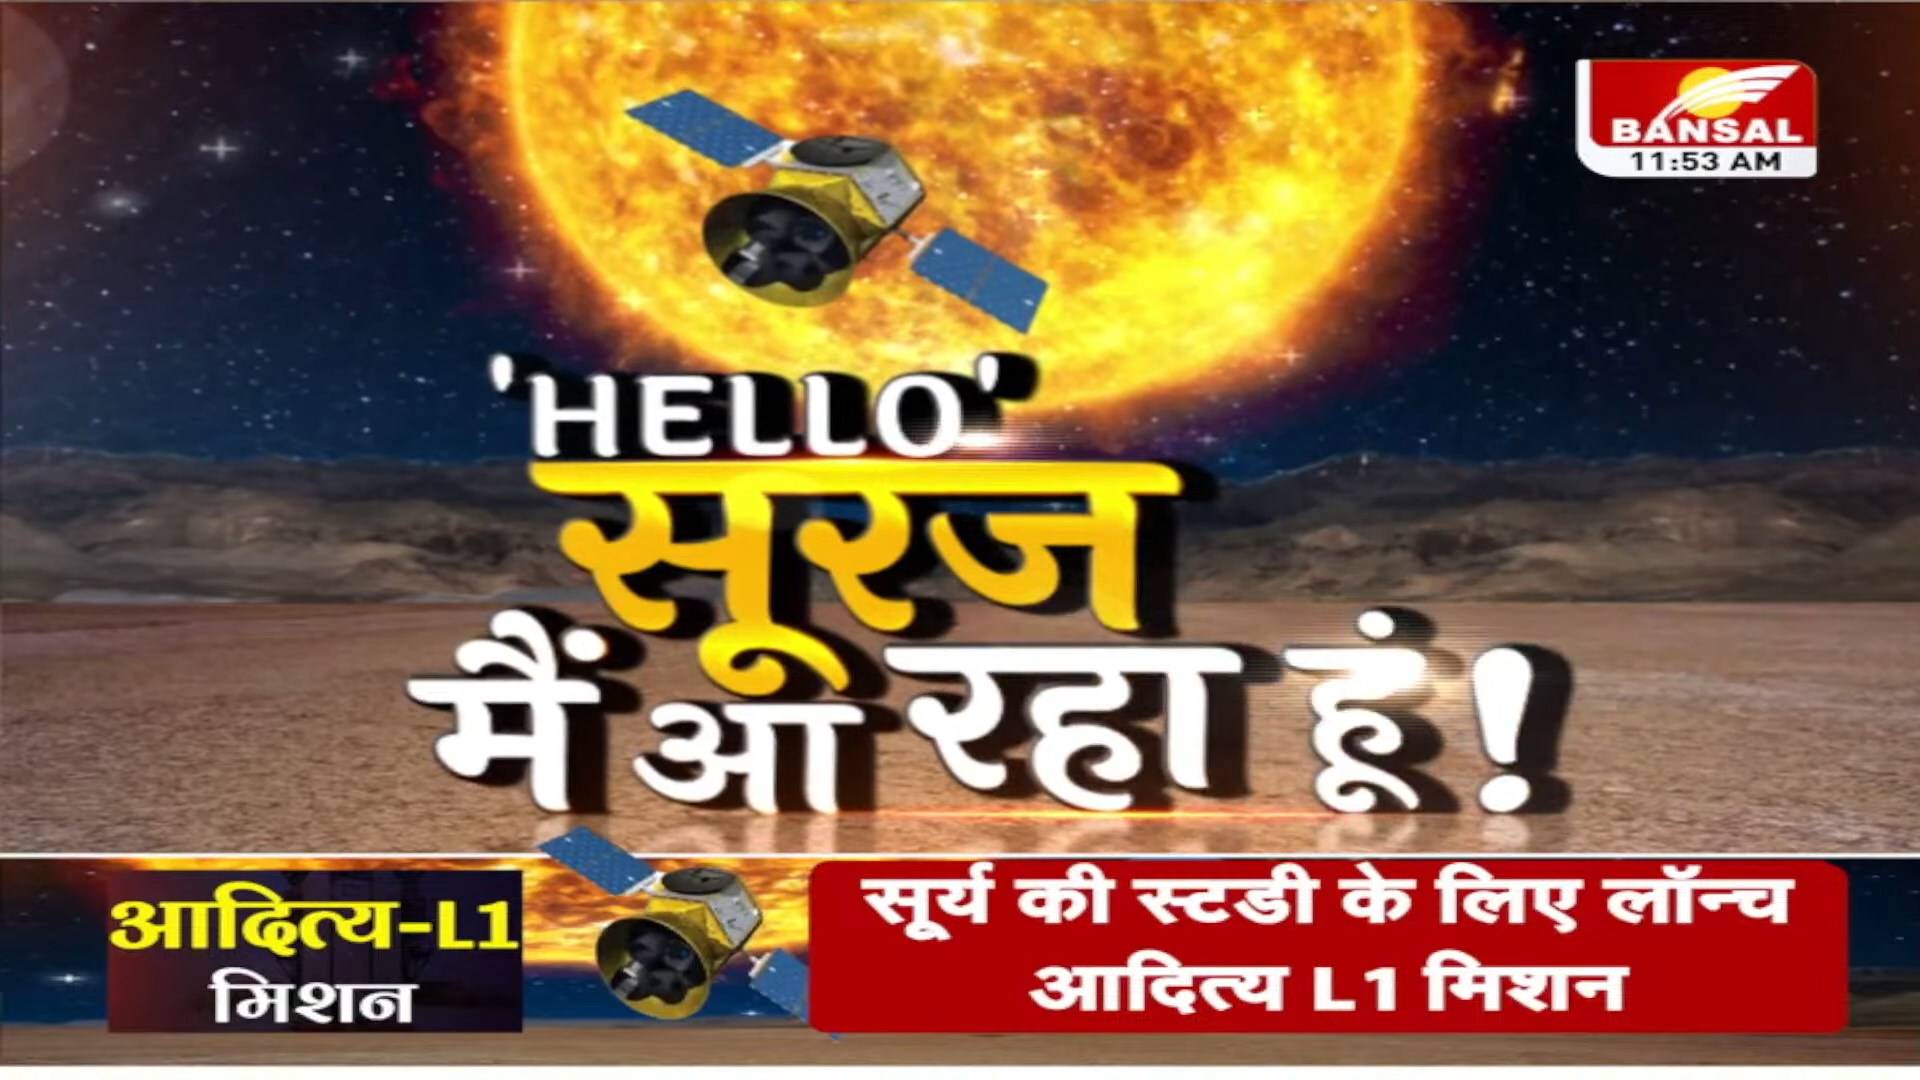 BANSAL
11:53 AM
'HELLO'
सूरज
मैं आ रहा हूं!
आदित्य-L1
मिशन
सूर्य की स्टडी के लिए लॉन्च
आदित्य L1 मिशन